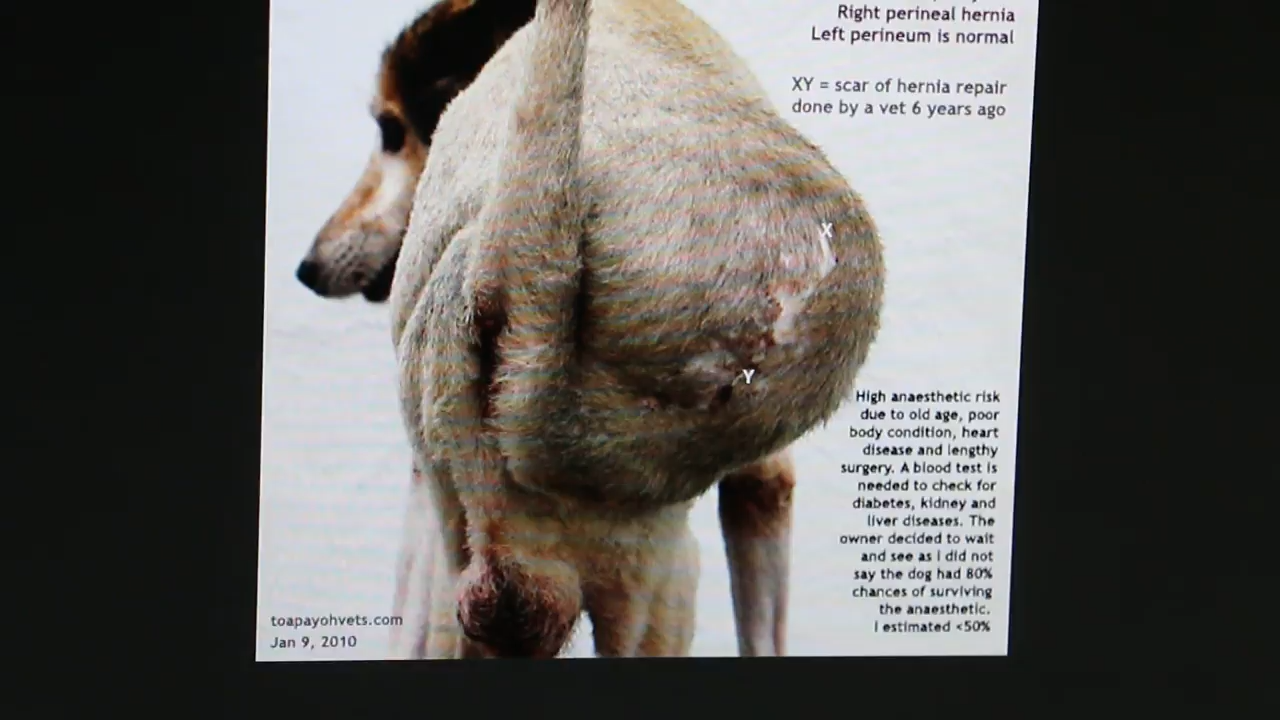 Right perineal hernia
Left perineum is normal
XY = scar of hernia repair
done by a vet 6 years ago
X
Y
High anaesthetic risk
due to old age, poor
body condition, heart
disease and lengthy
surgery. A blood test is
needed to check for
diabetes, kidney and
liver diseases. The
owner decided to wait
and see as I did not
say the dog had 80%
chances of surviving
the anaesthetic.
I estimated <50%
toapayohvets.com
Jan 9, 2010